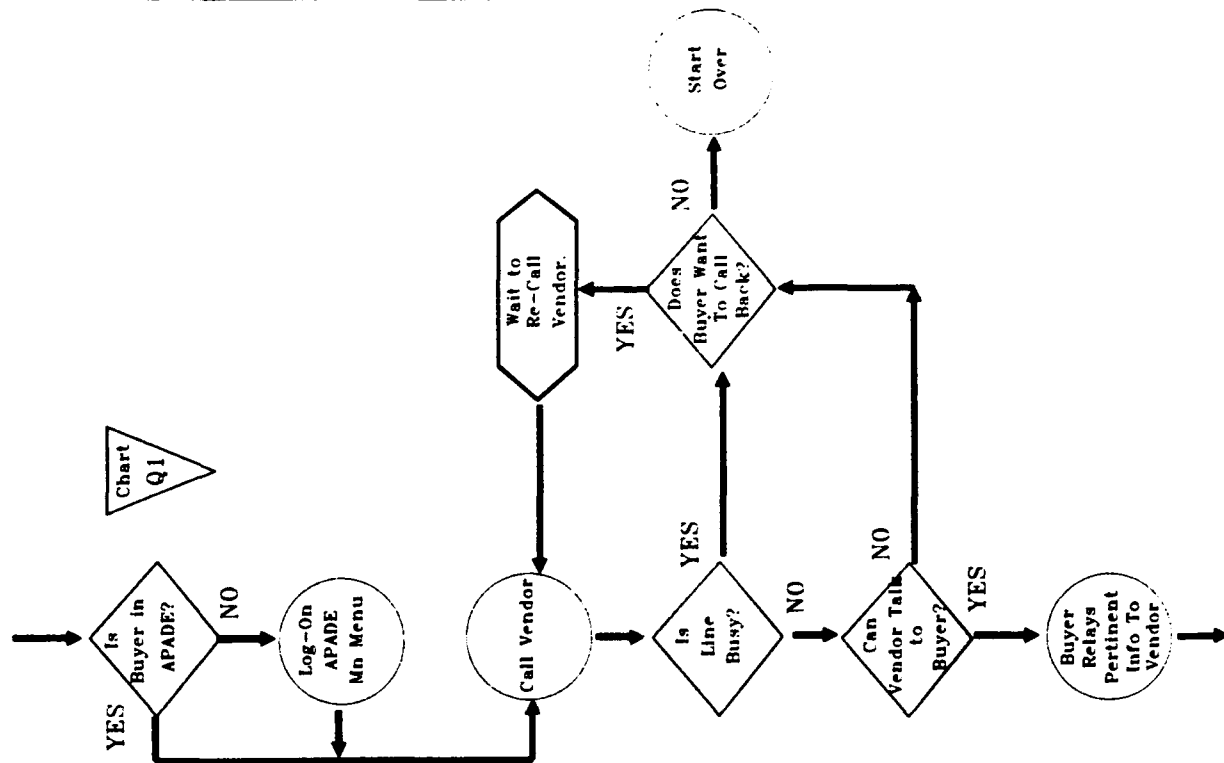 Chart
Q1
Is
Buyer in
APADE?
YES
NO
Log-On
APADE
Mn Menu
Call Vendor
Is
Line
Busy?
YES
NO
Can
Vendor Talk
to
Buyer?
NO
YES
Buyer
Relays
Pertinent
Info To
Vendor
Does
Buyer Want
To Call
Back?
YES
NO
Wait to
Re-Call
Vendor.
Start
Over